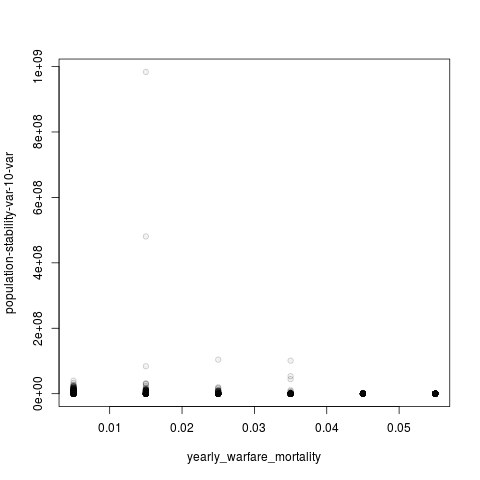 population-stability-var-10-var
1e+09
8e+08
6e+08
4e+08
2e+08
0e+00
0.01 0.02 0.03 0.04 0.05
yearly_warfare_mortality